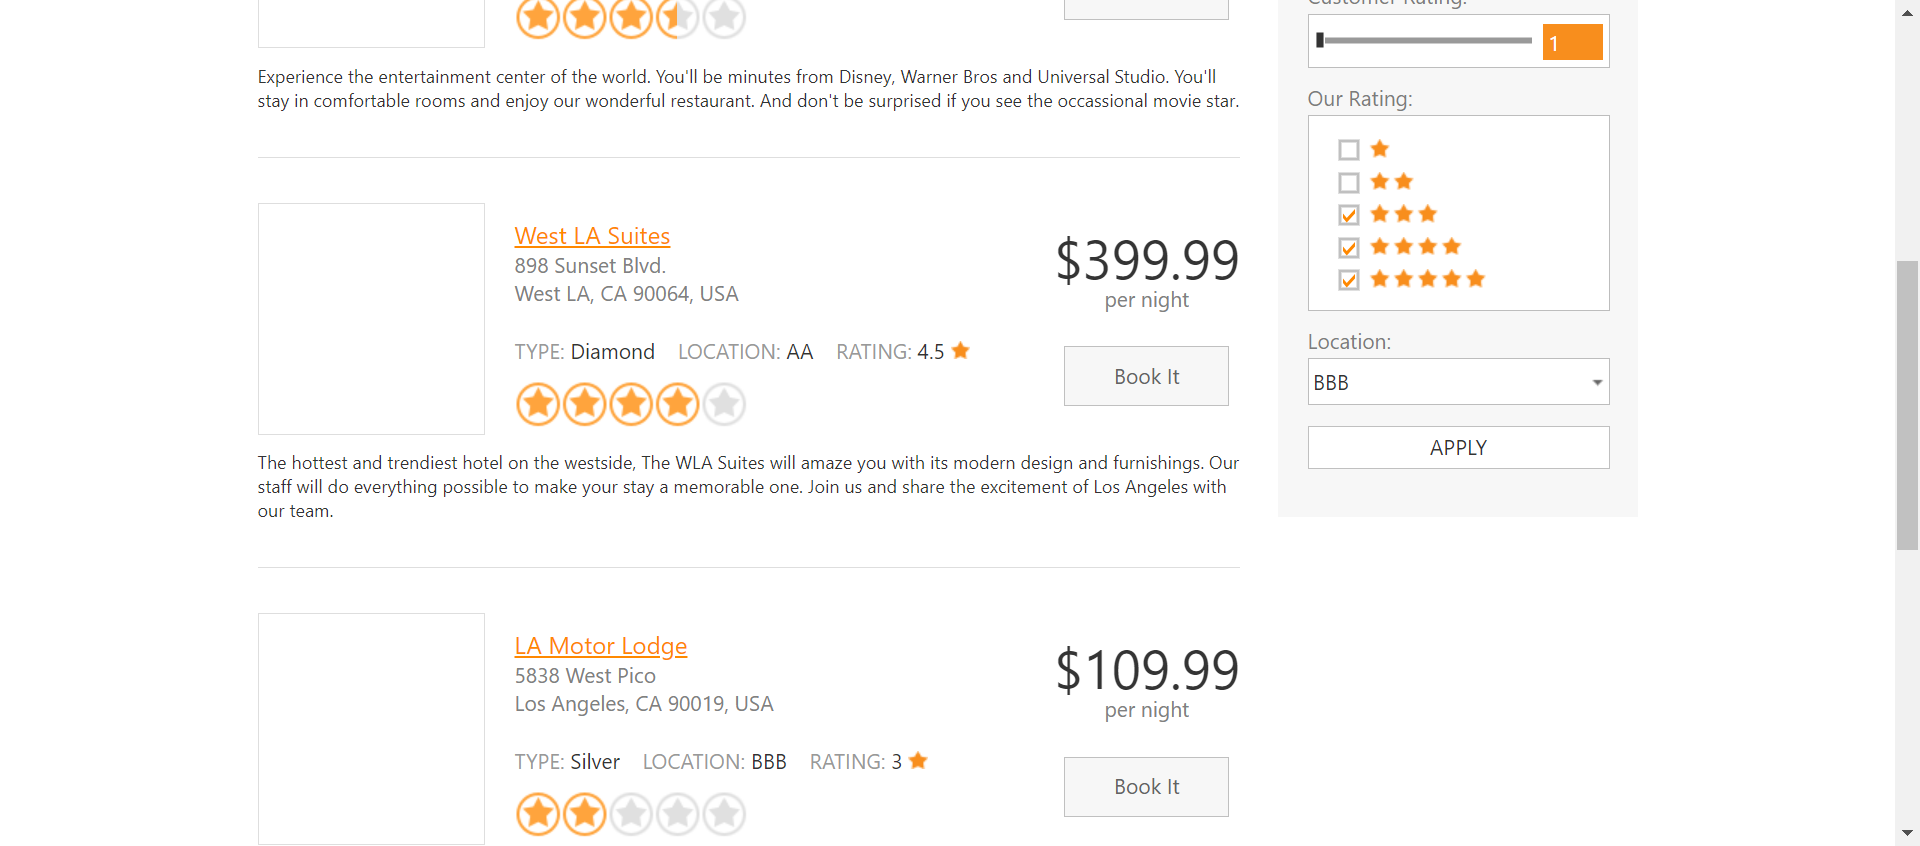 Experience the entertainment center of the world. You'll be minutes from Disney, Warner Bros and Universal Studio. You'll
stay in comfortable rooms and enjoy our wonderful restaurant. And don't be surprised if you see the occassional movie star.
West LA Suites
898 Sunset Blvd.
West LA, CA 90064, USA
$399.99
per night
TYPE: Diamond LOCATION: AA RATING: 4.5
Book It
The hottest and trendiest hotel on the westside, The WLA Suites will amaze you with its modern design and furnishings. Our
staff will do everything possible to make your stay a memorable one. Join us and share the excitement of Los Angeles with
our team.
LA Motor Lodge
5838 West Pico
Los Angeles, CA 90019, USA
$109.99
per night
TYPE: Silver LOCATION: BBB RATING: 3
Book It
Customer Rating:
1
Our Rating:
Location:
BBB
APPLY